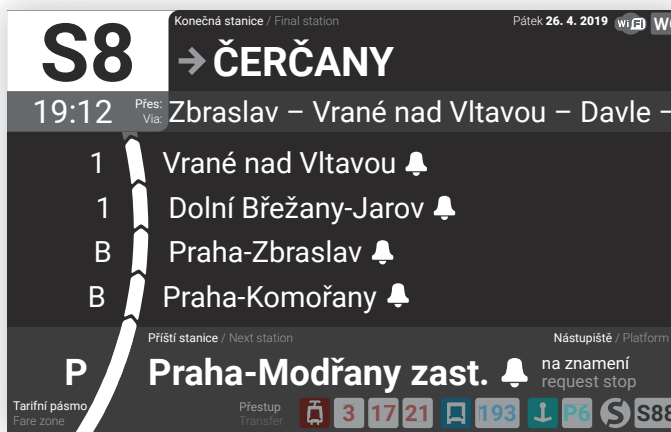 S8
Konečná stanice / Final station
Pátek 26. 4. 2019
WiFi
→ ČERČANY
19:12 Přes: Zbraslav – Vrané nad Vltavou – Davle –
Via:
1 Vrané nad Vltavou
1 Dolní Břežany-Jarov
B Praha-Zbraslav
B Praha-Komořany
Příští stanice / Next station
Nástupiště / Platform
P Praha-Modřany zast.
na znamení
request stop
Tarifní pásmo
Fare zone
Přestup
Transfer
3 17 21 193 P6 S S88